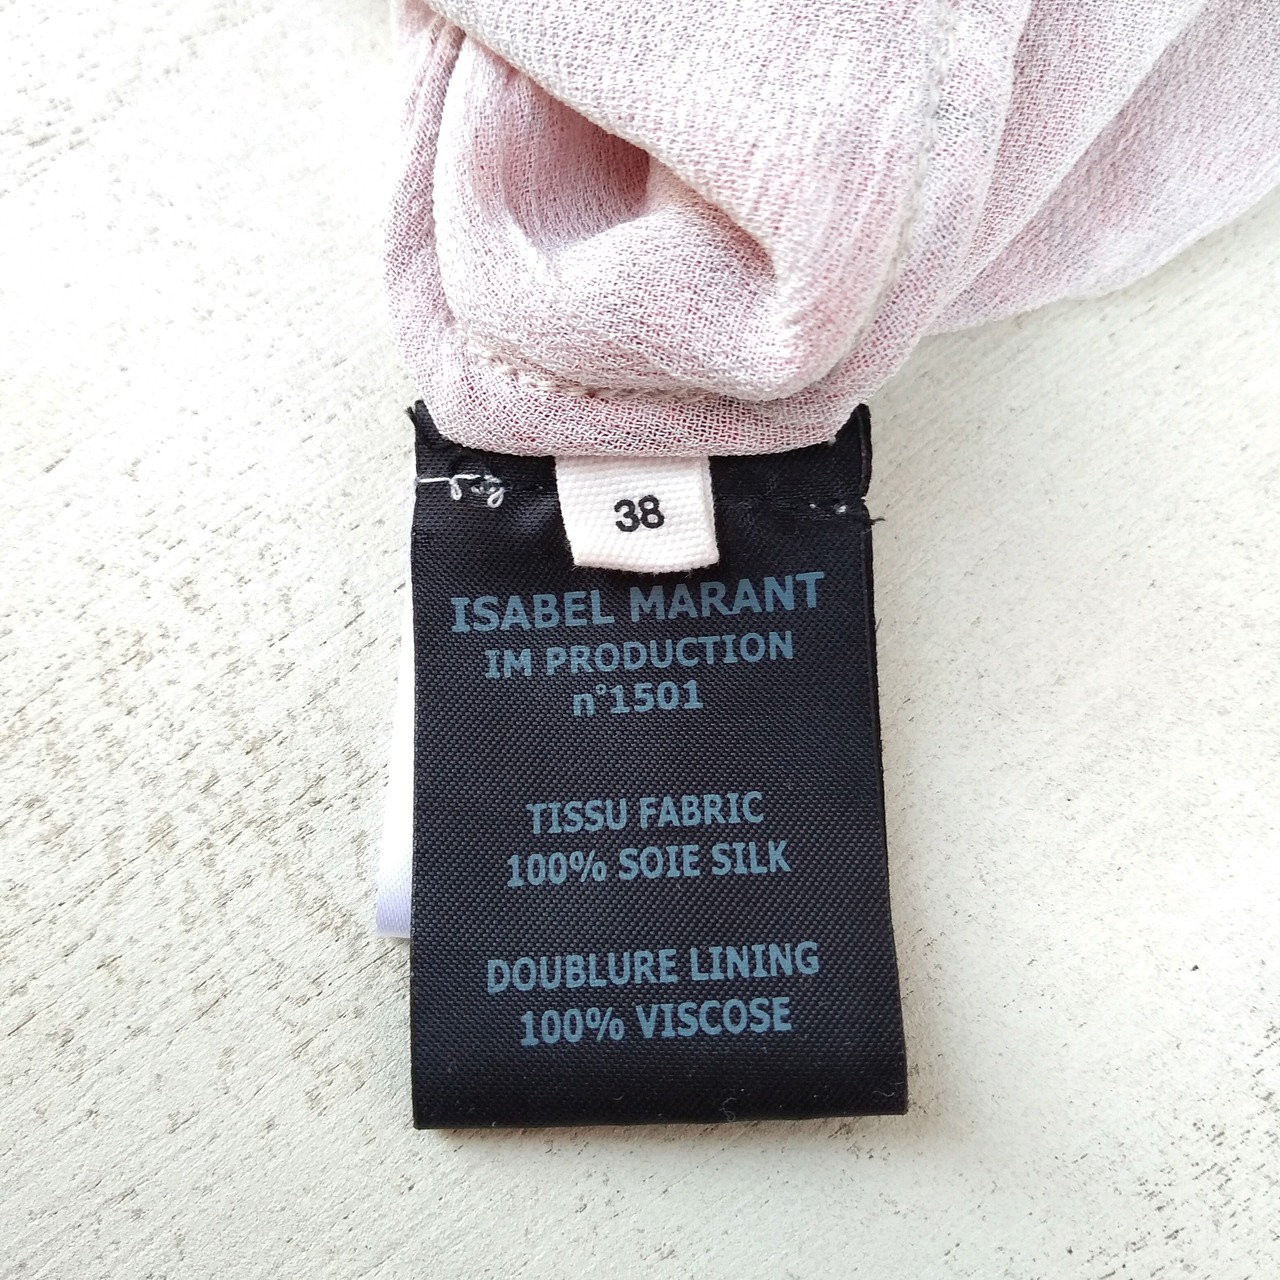 38
ISABEL MARANT
IM PRODUCTION
n°1501
TISSU FABRIC
100% SOIE SILK
DOUBLURE LINING
100% VISCOSE